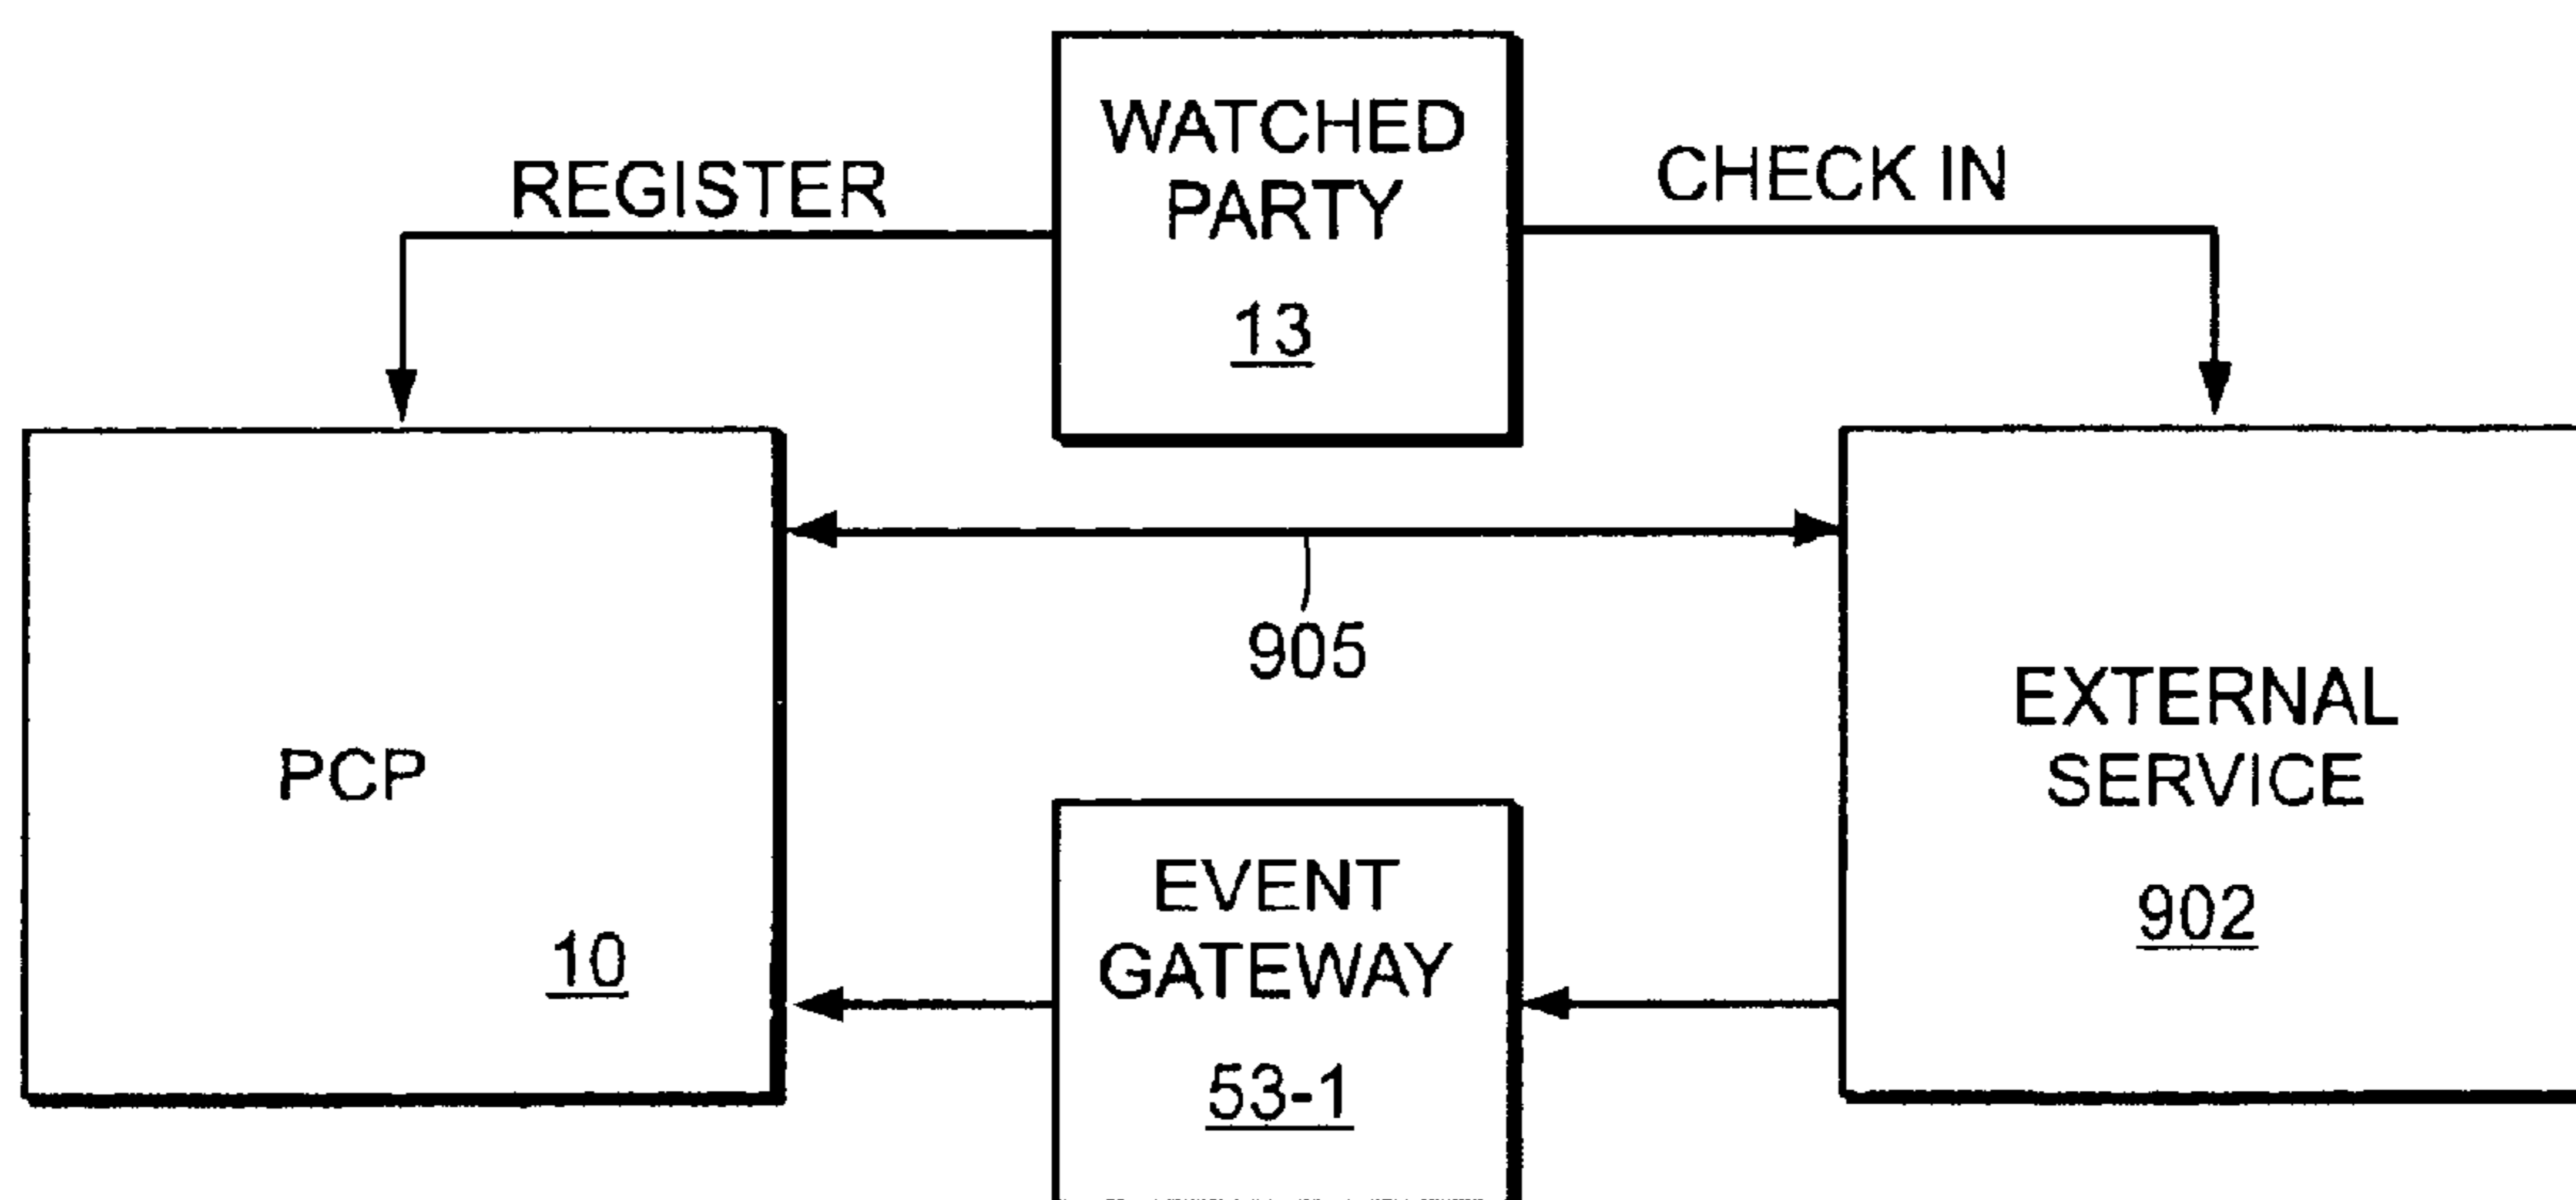 WATCHED
PARTY
13
REGISTER
CHECK IN
905
PCP
10
EXTERNAL
SERVICE
902
EVENT
GATEWAY
53-1